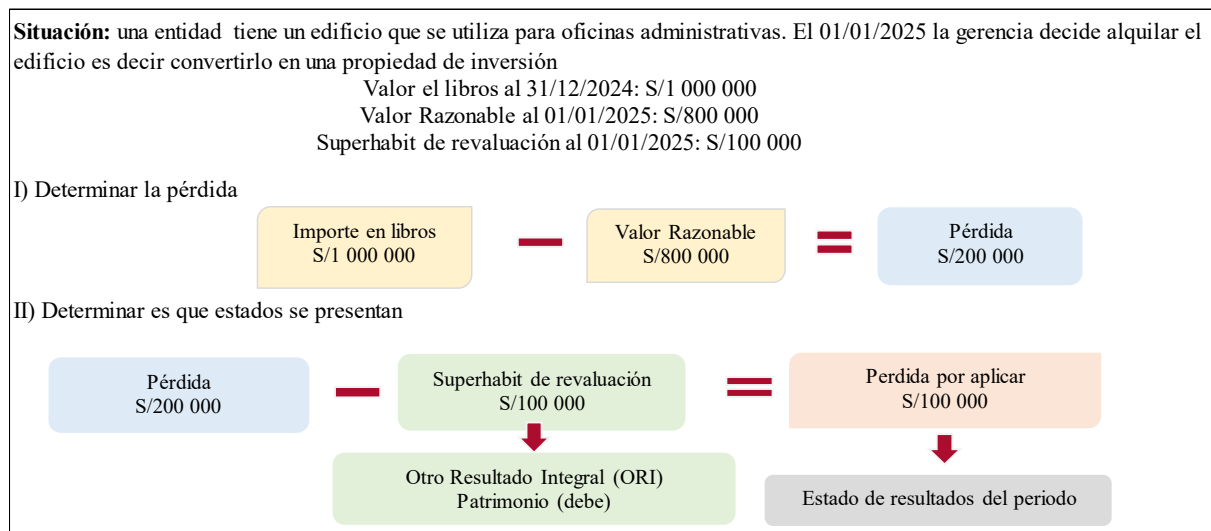 Situación: una entidad tiene un edificio que se utiliza para oficinas administrativas. El 01/01/2025 la gerencia decide alquilar el
edificio es decir convertirlo en una propiedad de inversión
Valor el libros al 31/12/2024: S/1 000 000
Valor Razonable al 01/01/2025: S/800 000
Superhabit de revaluación al 01/01/2025: S/100 000
I) Determinar la pérdida
Importe en libros
S/1 000 000
Valor Razonable
S/800 000
Pérdida
S/200 000
II) Determinar es que estados se presentan
Pérdida
S/200 000
Superhabit de revaluación
S/100 000
Perdida por aplicar
S/100 000
Otro Resultado Integral (ORI)
Patrimonio (debe)
Estado de resultados del periodo